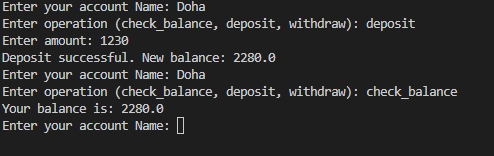 Enter your account Name: Doha
Enter operation (check_balance, deposit, withdraw): deposit
Enter amount: 1230
Deposit successful. New balance: 2280.0
Enter your account Name: Doha
Enter operation (check_balance, deposit, withdraw): check_balance
Your balance is: 2280.0
Enter your account Name: